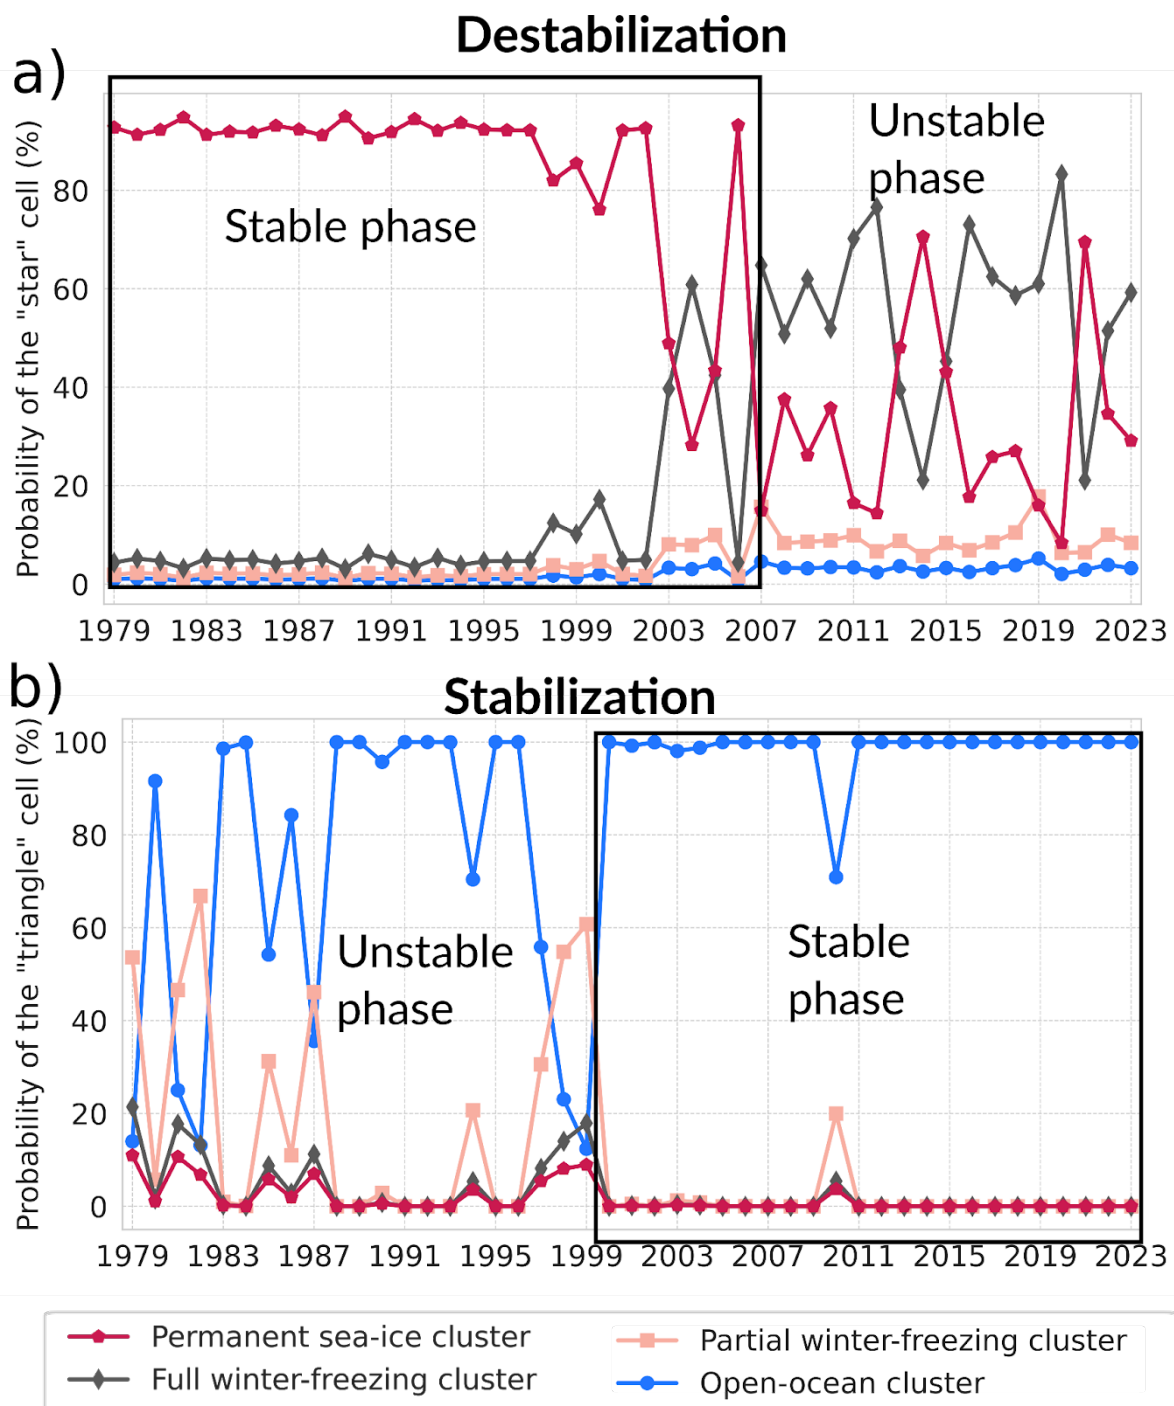 Destabilization
a)
Probability of the "star" cell (%)
Unstable
phase
Stable phase
80
60
40
20
0
1979 1983 1987 1991 1995 1999 2003 2007 2011 2015 2019 2023
b)
Stabilization
Probability of the "triangle" cell (%)
100
80
60
40
20
0
Unstable
phase
Stable
phase
1979 1983 1987 1991 1995 1999 2003 2007 2011 2015 2019 2023
Permanent sea-ice cluster
Full winter-freezing cluster
Partial winter-freezing cluster
Open-ocean cluster